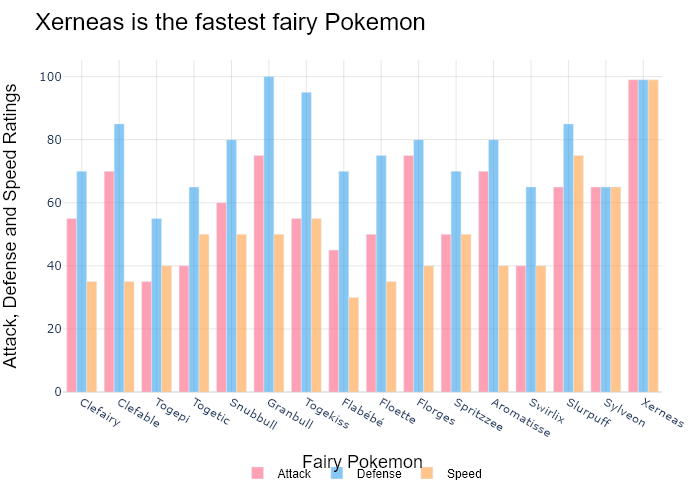 Xerneas is the fastest fairy Pokemon
Attack, Defense and Speed Ratings
100
80
60
40
20
0
Clefairy
Clefable
Togepi
Togetic
Snubbull
Granbull
Togekiss
Flabébé
Floette
Florges
Spritzzee
Aromatisse
Swirlix
Slurpuff
Sylveon
Xerneas
Fairy Pokemon
Attack Defense Speed